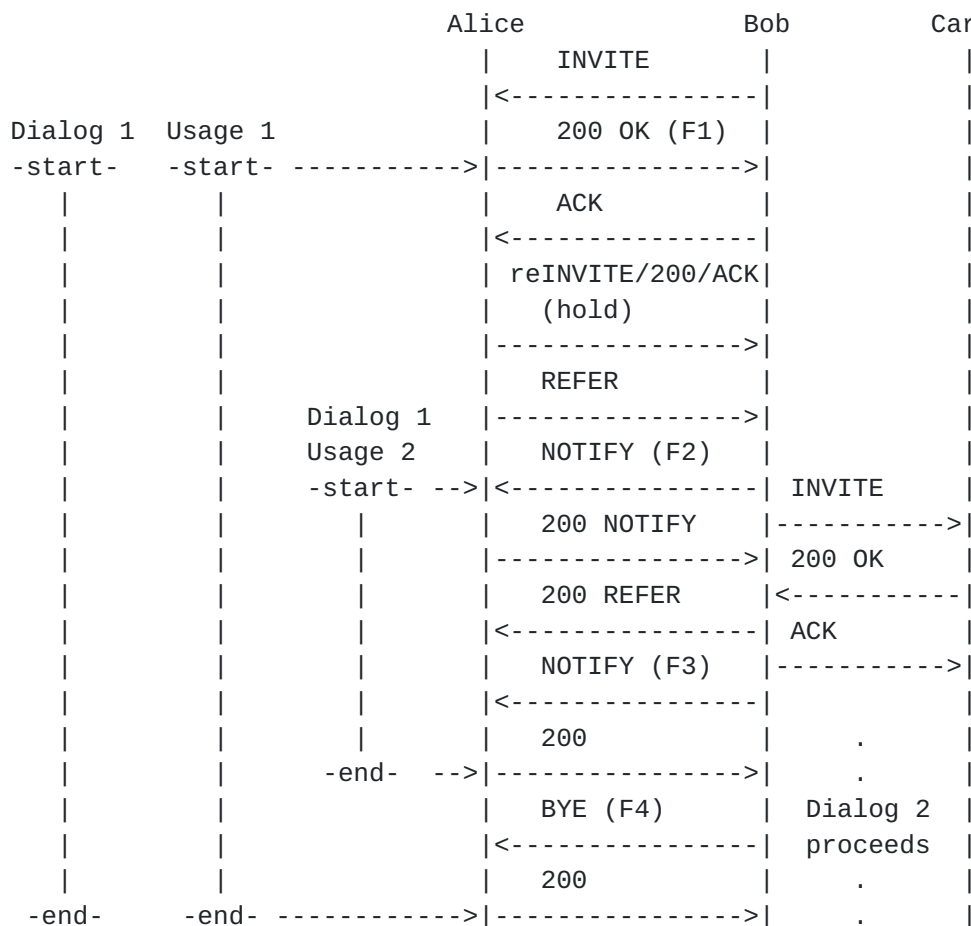 Alice             Bob        Car
                              |    INVITE       |            |
                              |<----------------|            |
Dialog 1  Usage 1             |    200 OK (F1)  |            |
-start-   -start- ----------->|---------------->|            |
   |         |                |    ACK          |            |
   |         |                |<----------------|            |
   |         |                | reINVITE/200/ACK|            |
   |         |                |   (hold)        |            |
   |         |                |---------------->|            |
   |         |                |   REFER         |            |
   |         |     Dialog 1   |---------------->|            |
   |         |     Usage 2    |   NOTIFY (F2)   |            |
   |         |     -start- -->|<----------------| INVITE     |
   |         |        |       |   200 NOTIFY    |----------->|
   |         |        |       |---------------->| 200 OK     |
   |         |        |       |   200 REFER     |<-----------|
   |         |        |       |<----------------| ACK        |
   |         |        |       |   NOTIFY (F3)   |----------->|
   |         |        |       |<----------------|            |
   |         |        |       |   200           |     .      |
   |         |      -end-  -->|---------------->|     .      |
   |         |                |   BYE (F4)      |  Dialog 2  |
   |         |                |<----------------|  proceeds  |
   |         |                |   200           |     .      |
 -end-     -end- ------------>|---------------->|     .      |